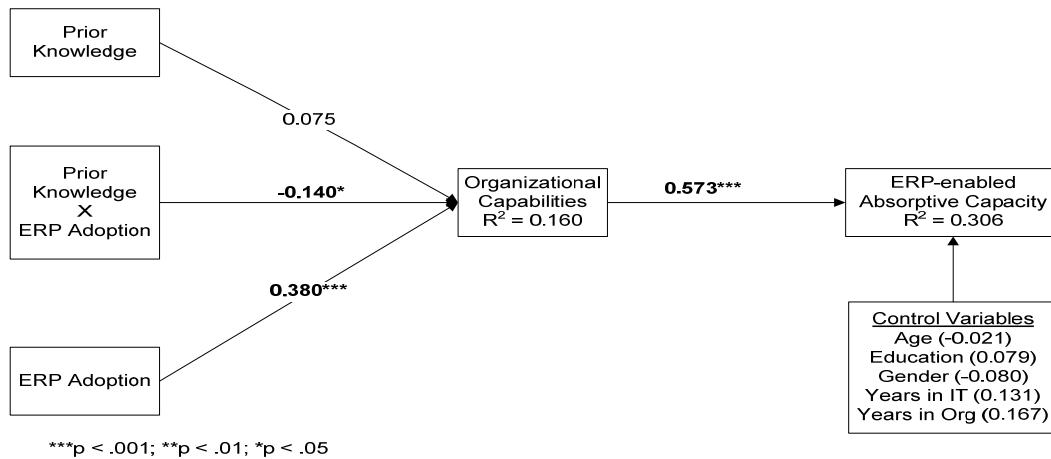 Prior
Knowledge
0.075
Prior
Knowledge
X
ERP Adoption
-0.140*
Organizational
Capabilities
R² = 0.160
0.573***
ERP-enabled
Absorptive Capacity
R² = 0.306
0.380***
ERP Adoption
Control Variables
Age (-0.021)
Education (0.079)
Gender (-0.080)
Years in IT (0.131)
Years in Org (0.167)
***p < .001; **p < .01; *p < .05